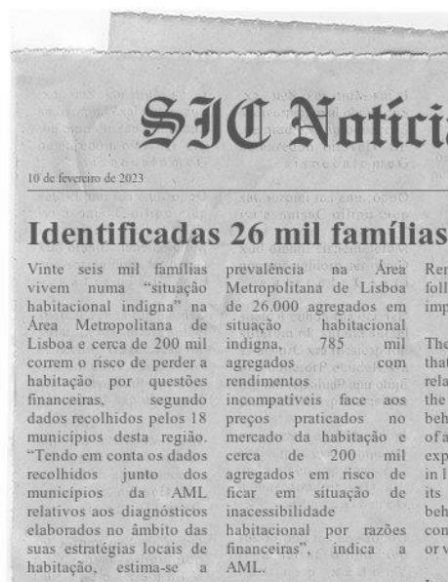 SIC Notíci
10 de fevereiro de 2023
Identificadas 26 mil famílias
Vinte seis mil famílias
vivem numa “situação
habitacional indigna” na
Área Metropolitana de
Lisboa e cerca de 200 mil
correm o risco de perder a
habitação por questões
financeiras, segundo
dados recolhidos pelos 18
municípios desta região.
“Tendo em conta os dados
recolhidos junto dos
municípios da AML
relativos aos diagnósticos
elaborados no âmbito das
suas estratégias locais de
habitação, estima-se a
prevalência na Área
Metropolitana de Lisboa
de 26.000 agregados em
situação habitacional
indigna, 785 mil
agregados com
rendimentos
incompatíveis face aos
preços praticados no
mercado da habitação e
cerca de 200 mil
agregados em risco de
ficar em situação de
inacessibilidade
habitacional por razões
financeiras”, indica a
AML.
Ren
foll
imp
The
that
rela
the
beh
of a
exp
in l
its
beh
con
or v